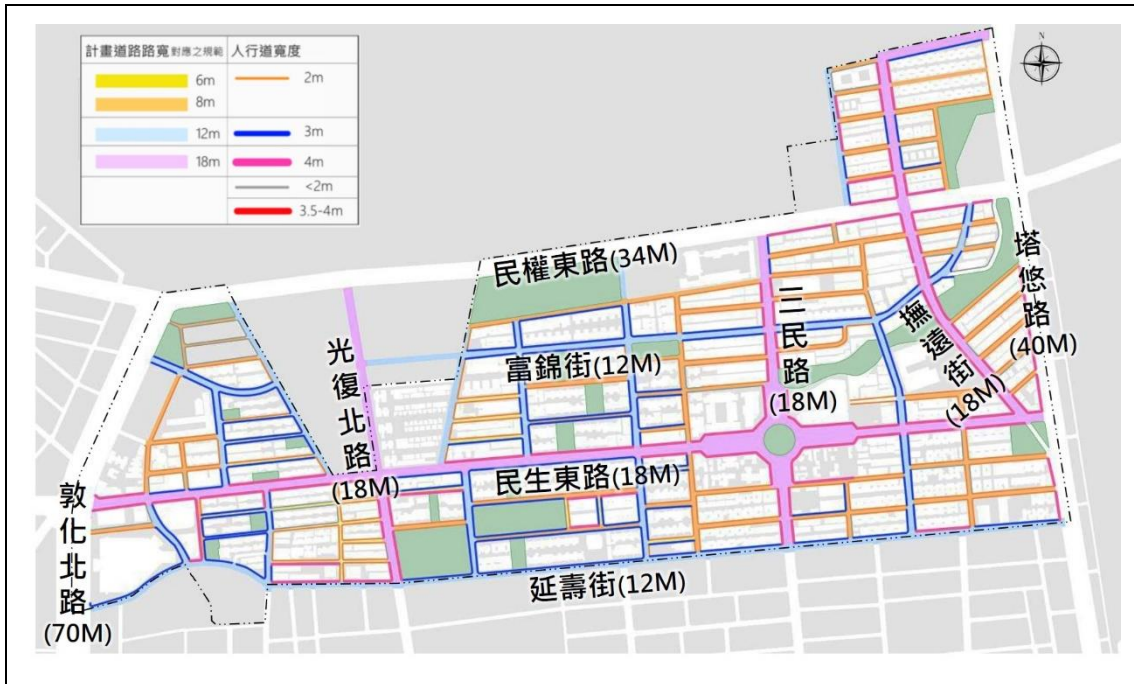 計畫道路路寬對應之規範 人行道寬度
6m 2m
8m
12m 3m
18m 4m
<2m
3.5-4m
N
民權東路(34M)
塔悠路
(40M)
三民路
(18M)
撫遠街
(18M)
富錦街(12M)
光復北路
(18M)
民生東路(18M)
敦化北路
(70M)
延壽街(12M)